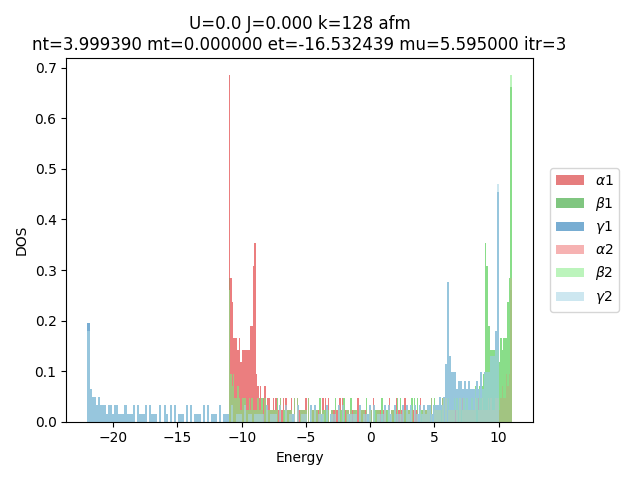 U=0.0 J=0.000 k=128 afm
nt=3.999390 mt=0.000000 et=-16.532439 mu=5.595000 itr=3
0.7
0.6
0.5
0.4
0.3
0.2
0.1
0.0
DOS
−20
−15
−10
−5
0
5
10
Energy
α1
β1
γ1
α2
β2
γ2